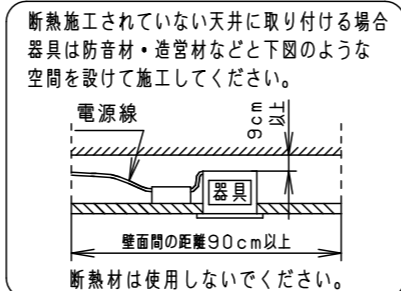 断熱施工されていない天井に取り付ける場合
器具は防音材・造営材などと下図のような
空間を設けて施工してください。
電源線
9cm
以上
器具
壁面間の距離90cm以上
断熱材は使用しないでください。